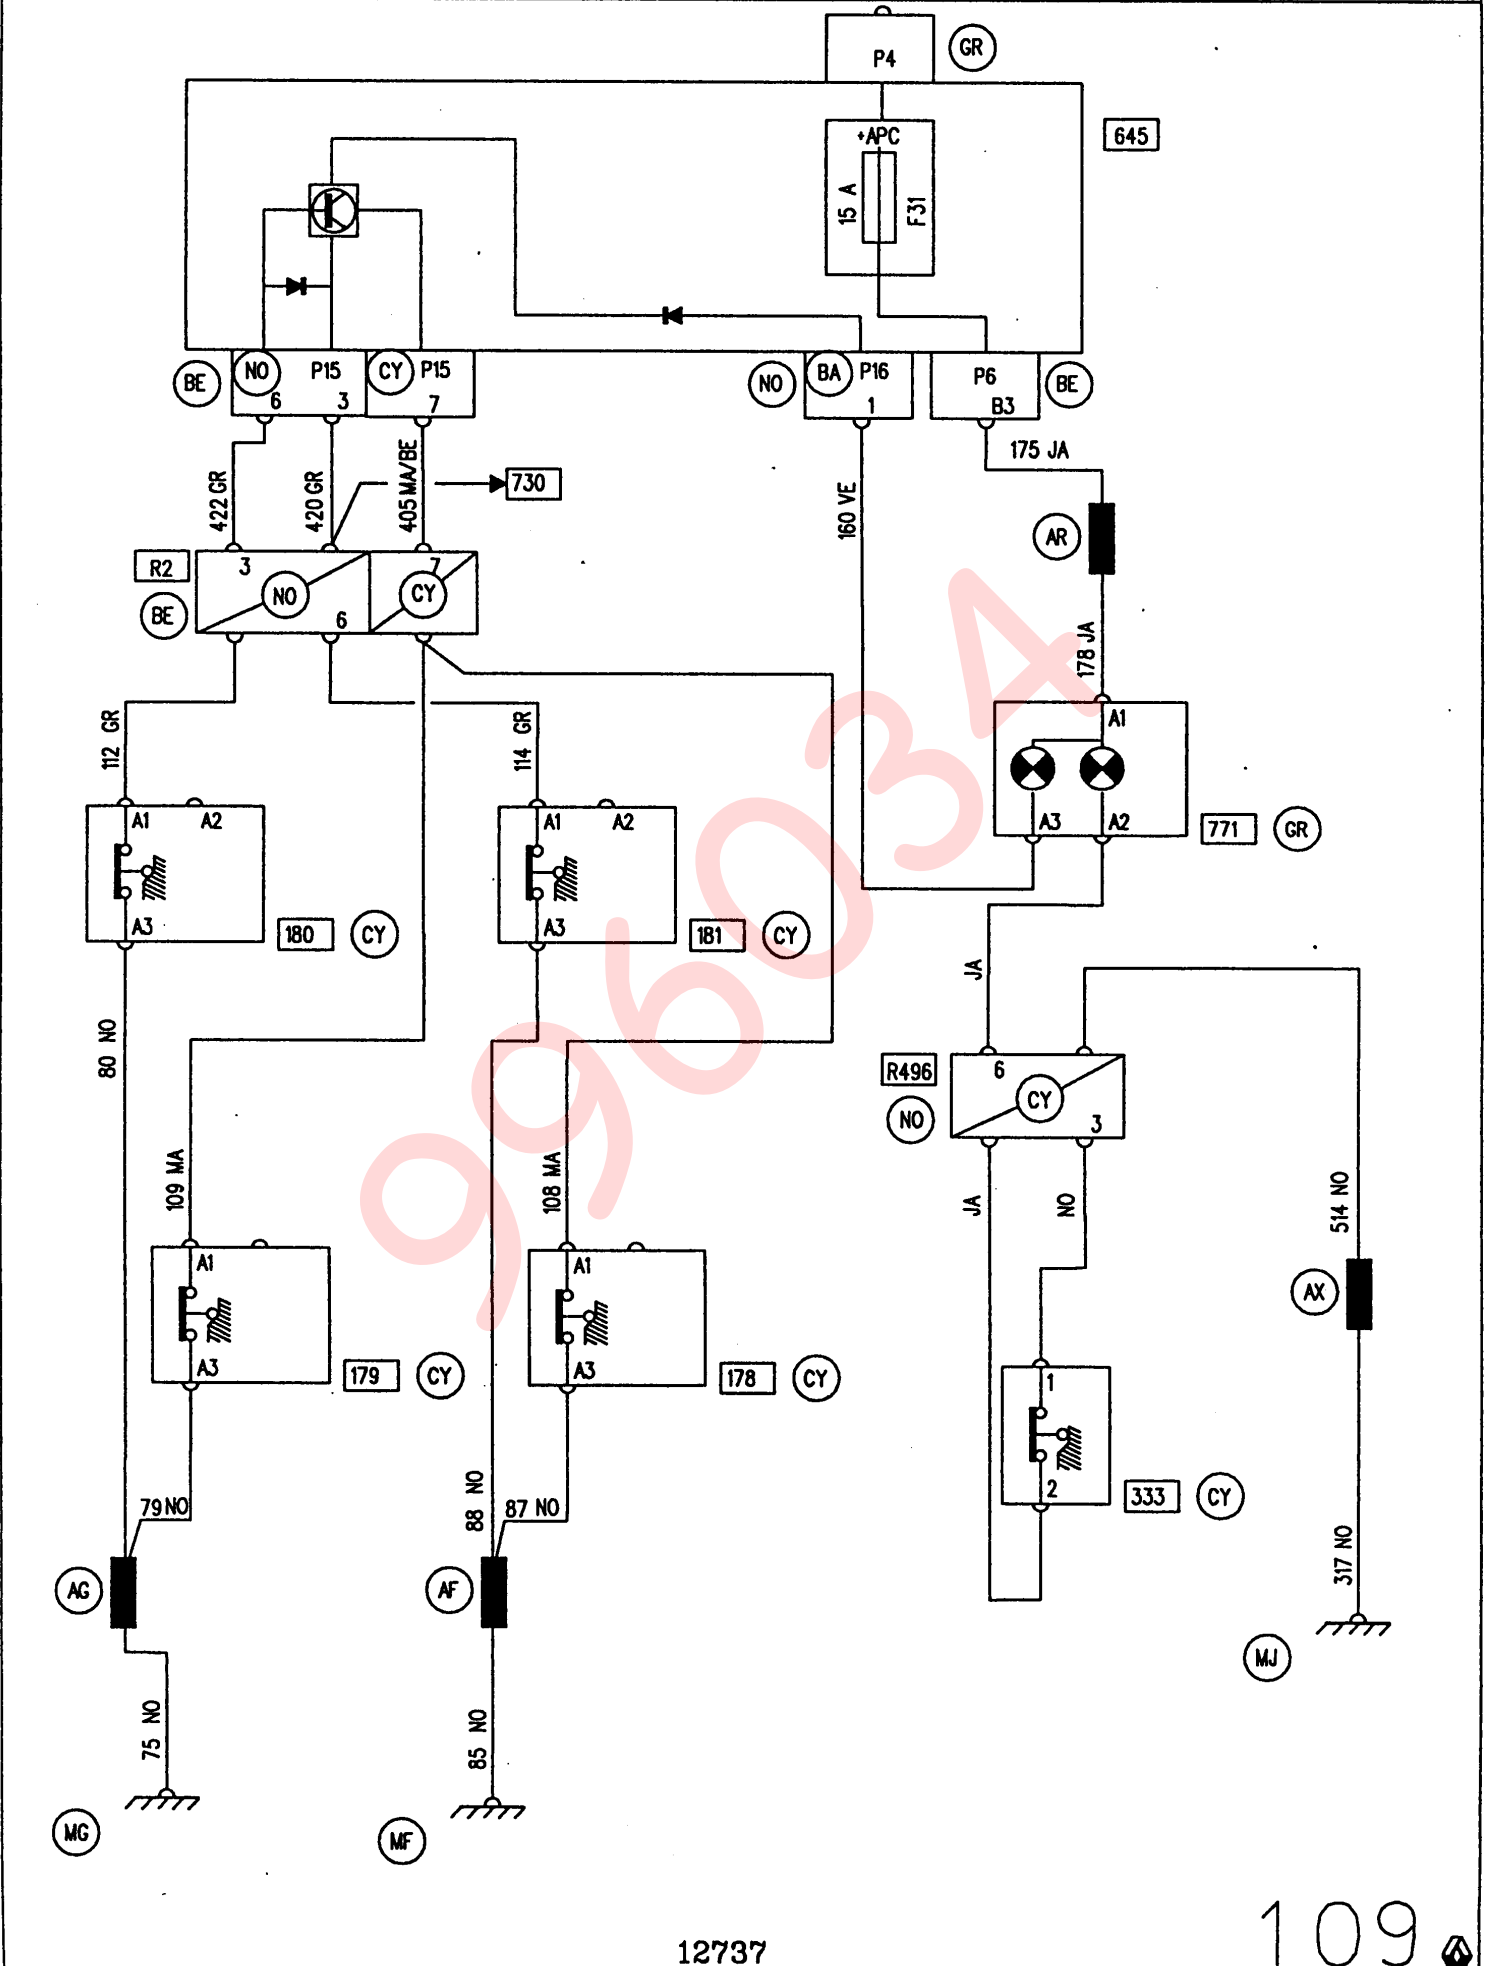 P4 GR
645
+APC
15 A
F31
BE NO P15 CY P15
6 3 7
NO BA P16 P6 BE
1 B3
175 JA
422 GR
420 GR
405 MA/BE
730
160 VE
AR
R2
3 NO 6
7 CY
BE
178 JA
112 GR
114 GR
A1
A3 A2
771 GR
A1 A2
A3
180 CY
A1 A2
A3
181 CY
JA
80 NO
R496
6 CY 3
NO
109 MA
108 MA
JA
NO
514 NO
A1
A3
179 CY
A1
A3
178 CY
AX
1
2
333 CY
79 NO
88 NO
87 NO
317 NO
AG
AF
MJ
75 NO
85 NO
MG
MF
996034
12737
109